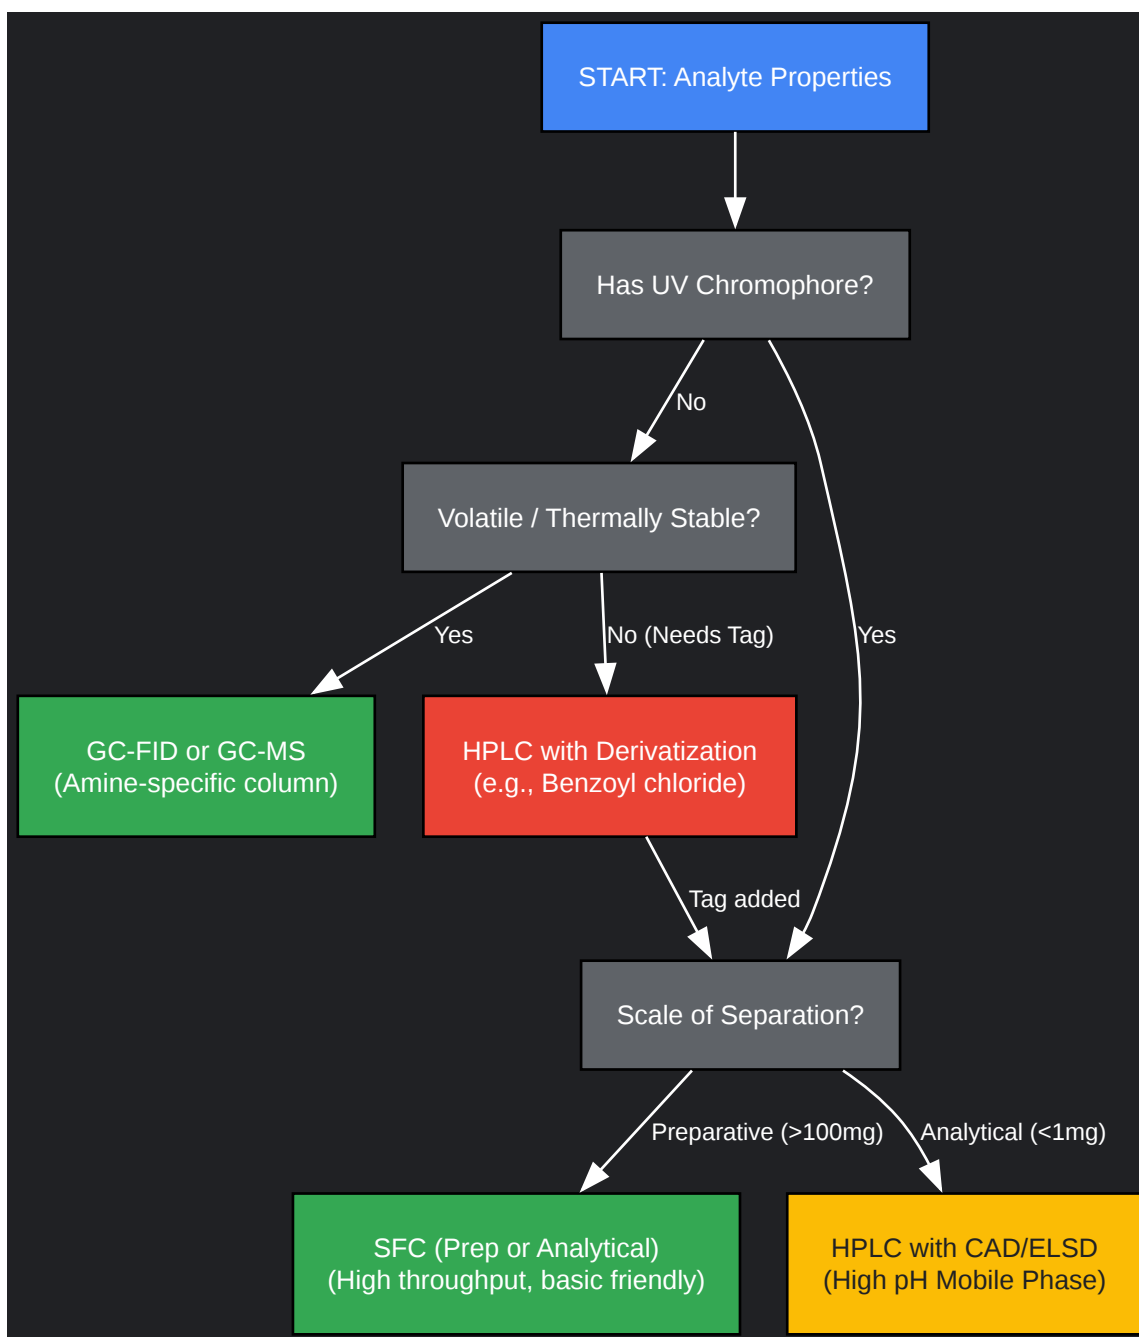 START: Analyte Properties
Has UV Chromophore?
No
Volatile / Thermally Stable?
Yes
No (Needs Tag)
Yes
GC-FID or GC-MS
(Amine-specific column)
HPLC with Derivatization
(e.g., Benzoyl chloride)
Tag added
Scale of Separation?
Preparative (>100mg)
Analytical (<1mg)
SFC (Prep or Analytical)
(High throughput, basic friendly)
HPLC with CAD/ELSD
(High pH Mobile Phase)